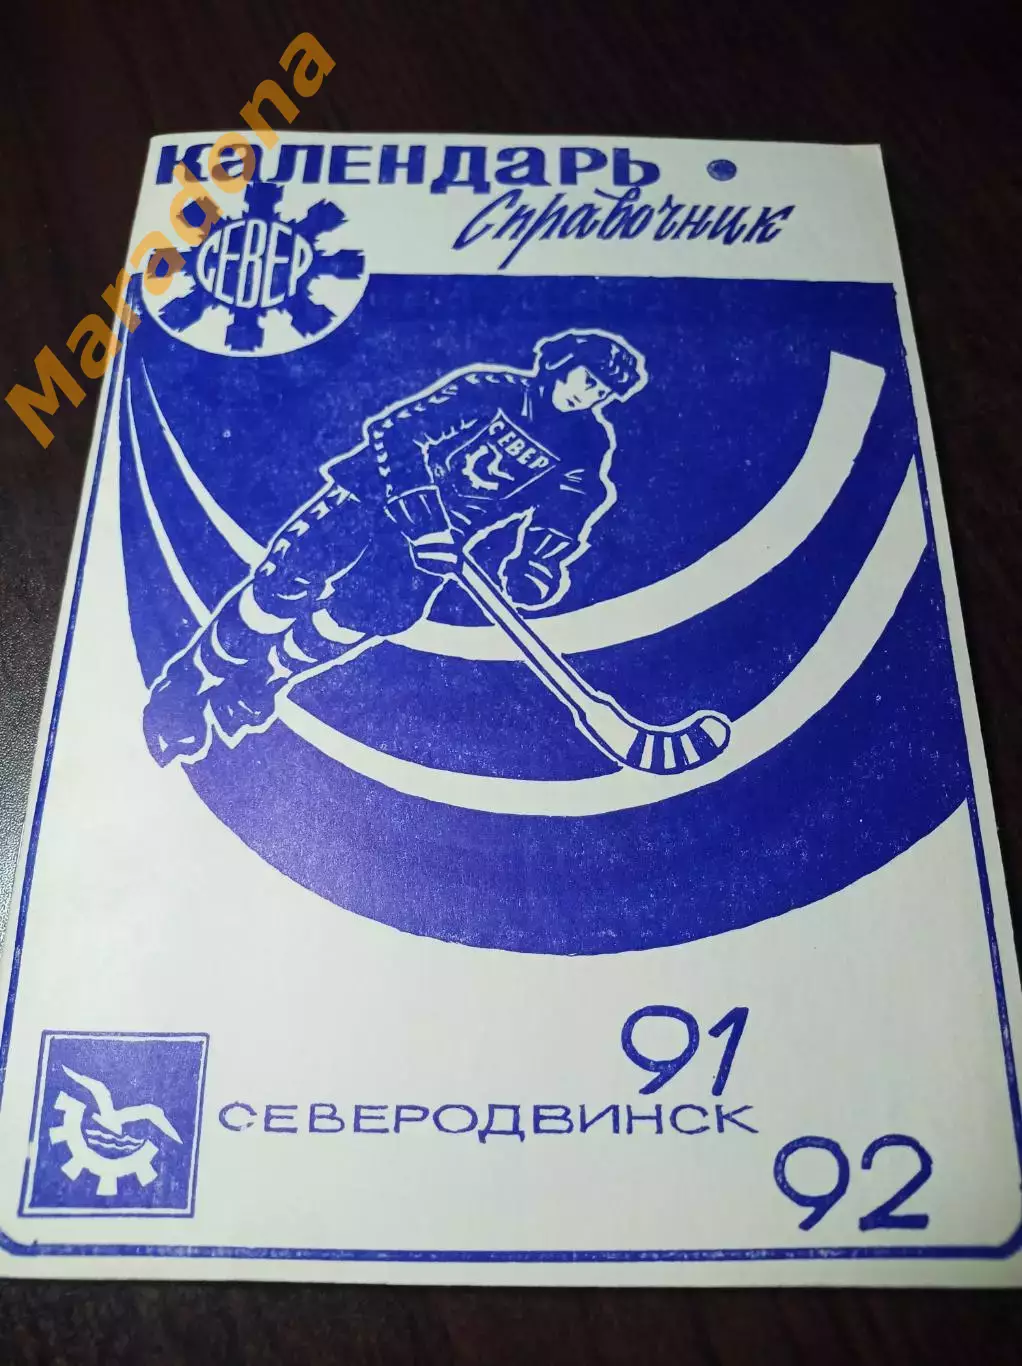 Maradona
КАЛЕНДАРЬ •
Справочник
СЕВЕР
СЕВЕР
91
СЕВЕРОДВИНСК
92